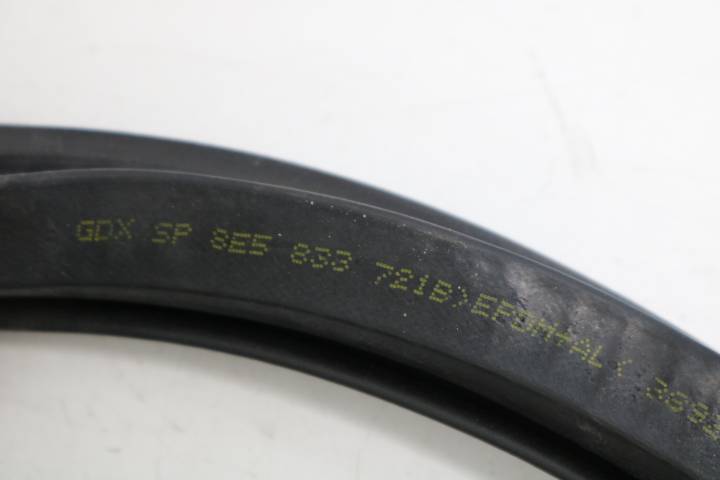 GDX SP 8E5 833 721B>EPDM+AL<